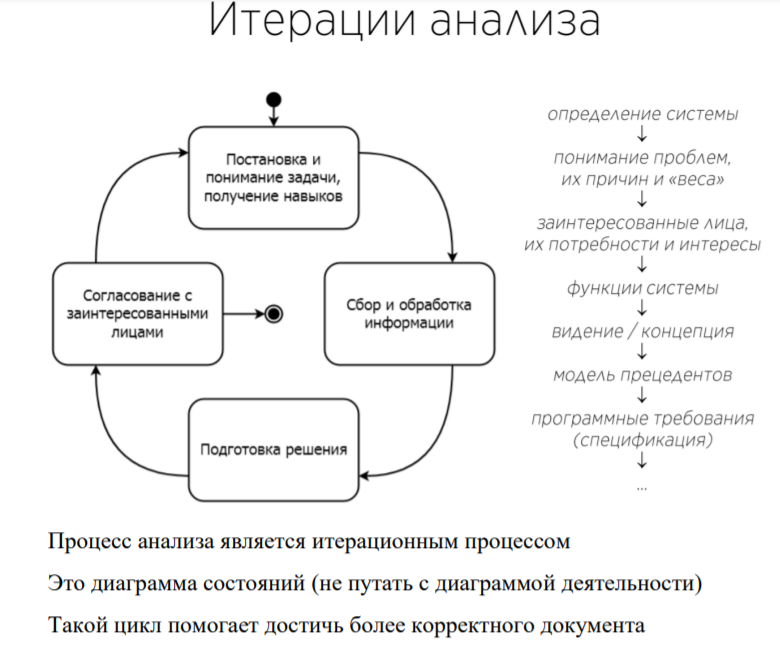 Итерации анализа
Постановка и
понимание задачи,
получение навыков
Согласование с
заинтересованными
лицами
Сбор и обработка
информации
Подготовка решения
определение системы
понимание проблем,
их причин и «веса»
заинтересованные лица,
их потребности и интересы
функции системы
видение / концепция
модель прецедентов
программные требования
(спецификация)
...
Процесс анализа является итерационным процессом
Это диаграмма состояний (не путать с диаграммой деятельности)
Такой цикл помогает достичь более корректного документа